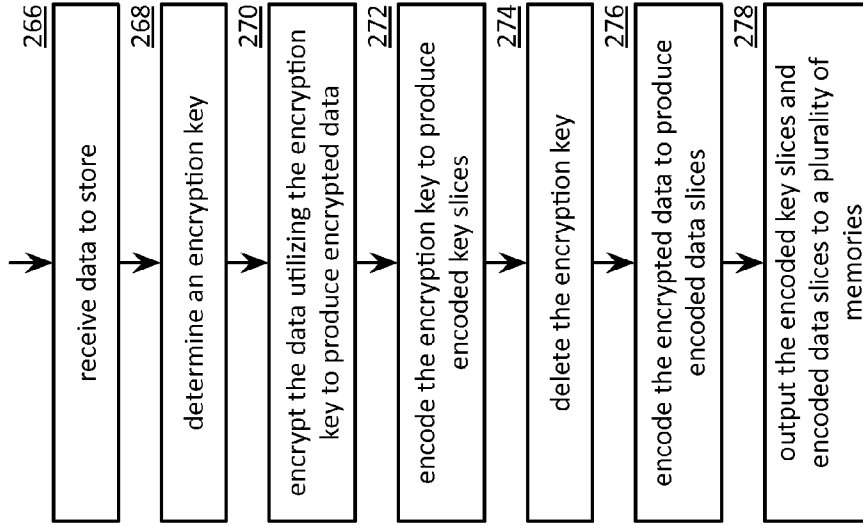 266
receive data to store
268
determine an encryption key
270
encrypt the data utilizing the encryption
key to produce encrypted data
272
encode the encryption key to produce
encoded key slices
274
delete the encryption key
276
encode the encrypted data to produce
encoded data slices
278
output the encoded key slices and
encoded data slices to a plurality of
memories